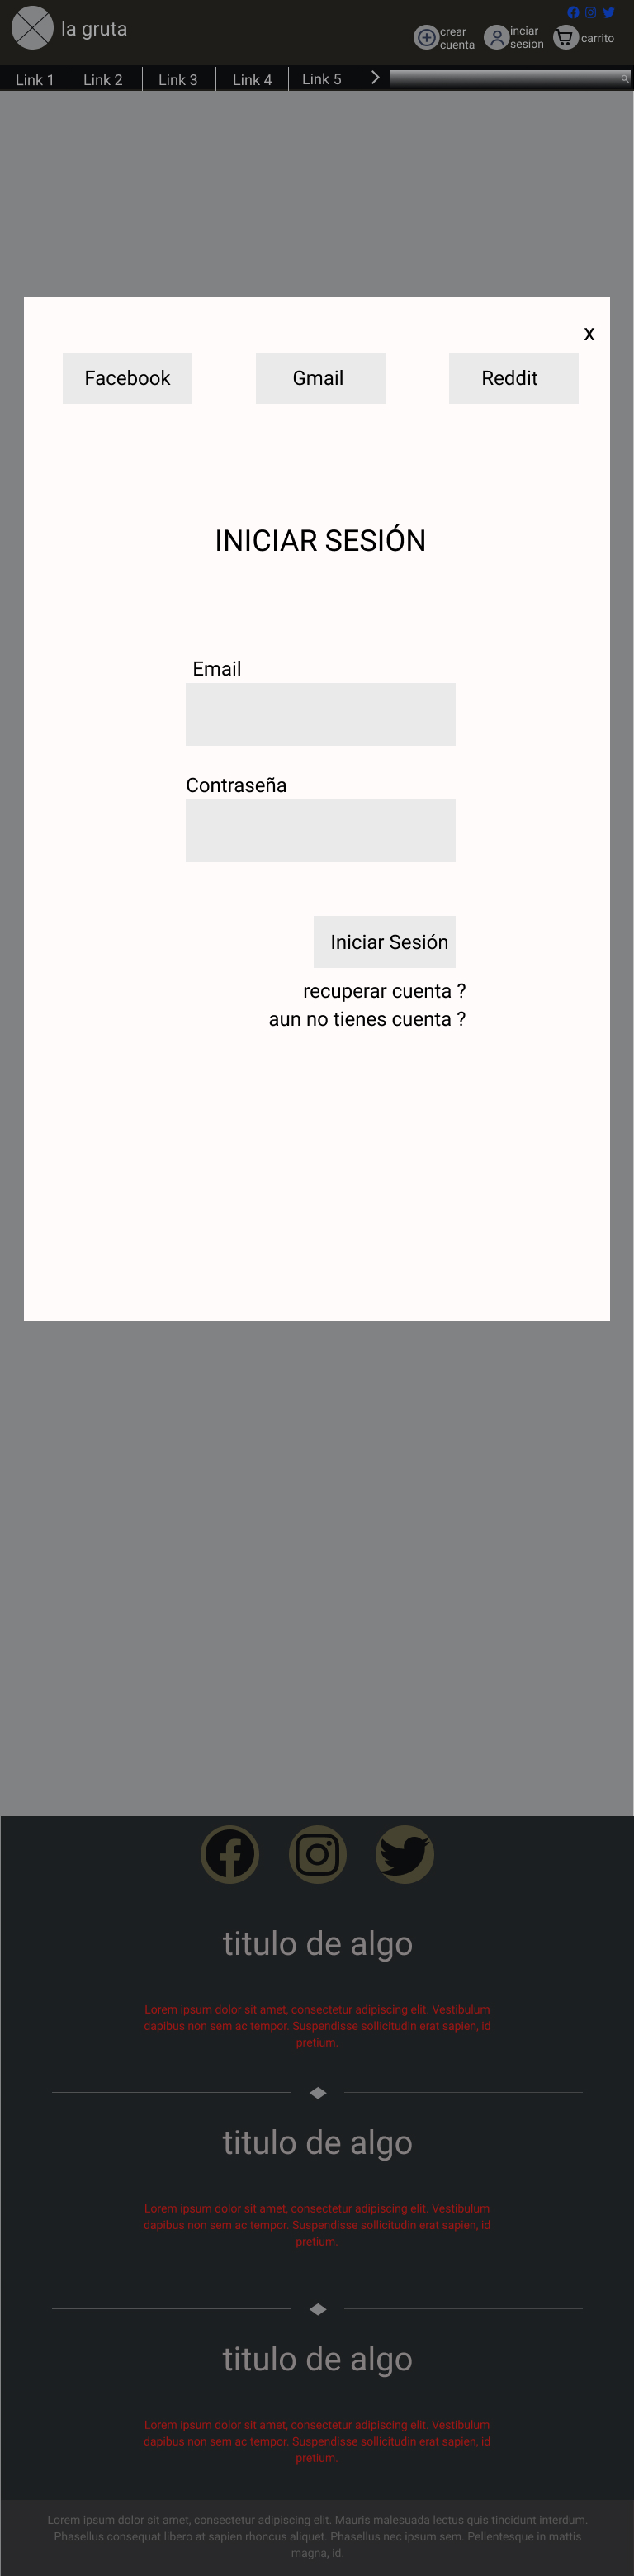 la gruta
crear
cuenta
inciar
sesion
carrito
Link 1
Link 2
Link 3
Link 4
Link 5
x
Facebook
Gmail
Reddit
INICIAR SESIÓN
Email
Contraseña
Iniciar Sesión
recuperar cuenta ?
aun no tienes cuenta ?
titulo de algo
Lorem ipsum dolor sit amet, consectetur adipiscing elit. Vestibulum
dapibus non sem ac tempor. Suspendisse sollicitudin erat sapien, id
pretium.
titulo de algo
Lorem ipsum dolor sit amet, consectetur adipiscing elit. Vestibulum
dapibus non sem ac tempor. Suspendisse sollicitudin erat sapien, id
pretium.
titulo de algo
Lorem ipsum dolor sit amet, consectetur adipiscing elit. Vestibulum
dapibus non sem ac tempor. Suspendisse sollicitudin erat sapien, id
pretium.
Lorem ipsum dolor sit amet, consectetur adipiscing elit. Mauris malesuada lectus quis tincidunt interdum.
Phasellus consequat libero at sapien rhoncus aliquet. Phasellus nec ipsum sem. Pellentesque in mattis
magna, id.